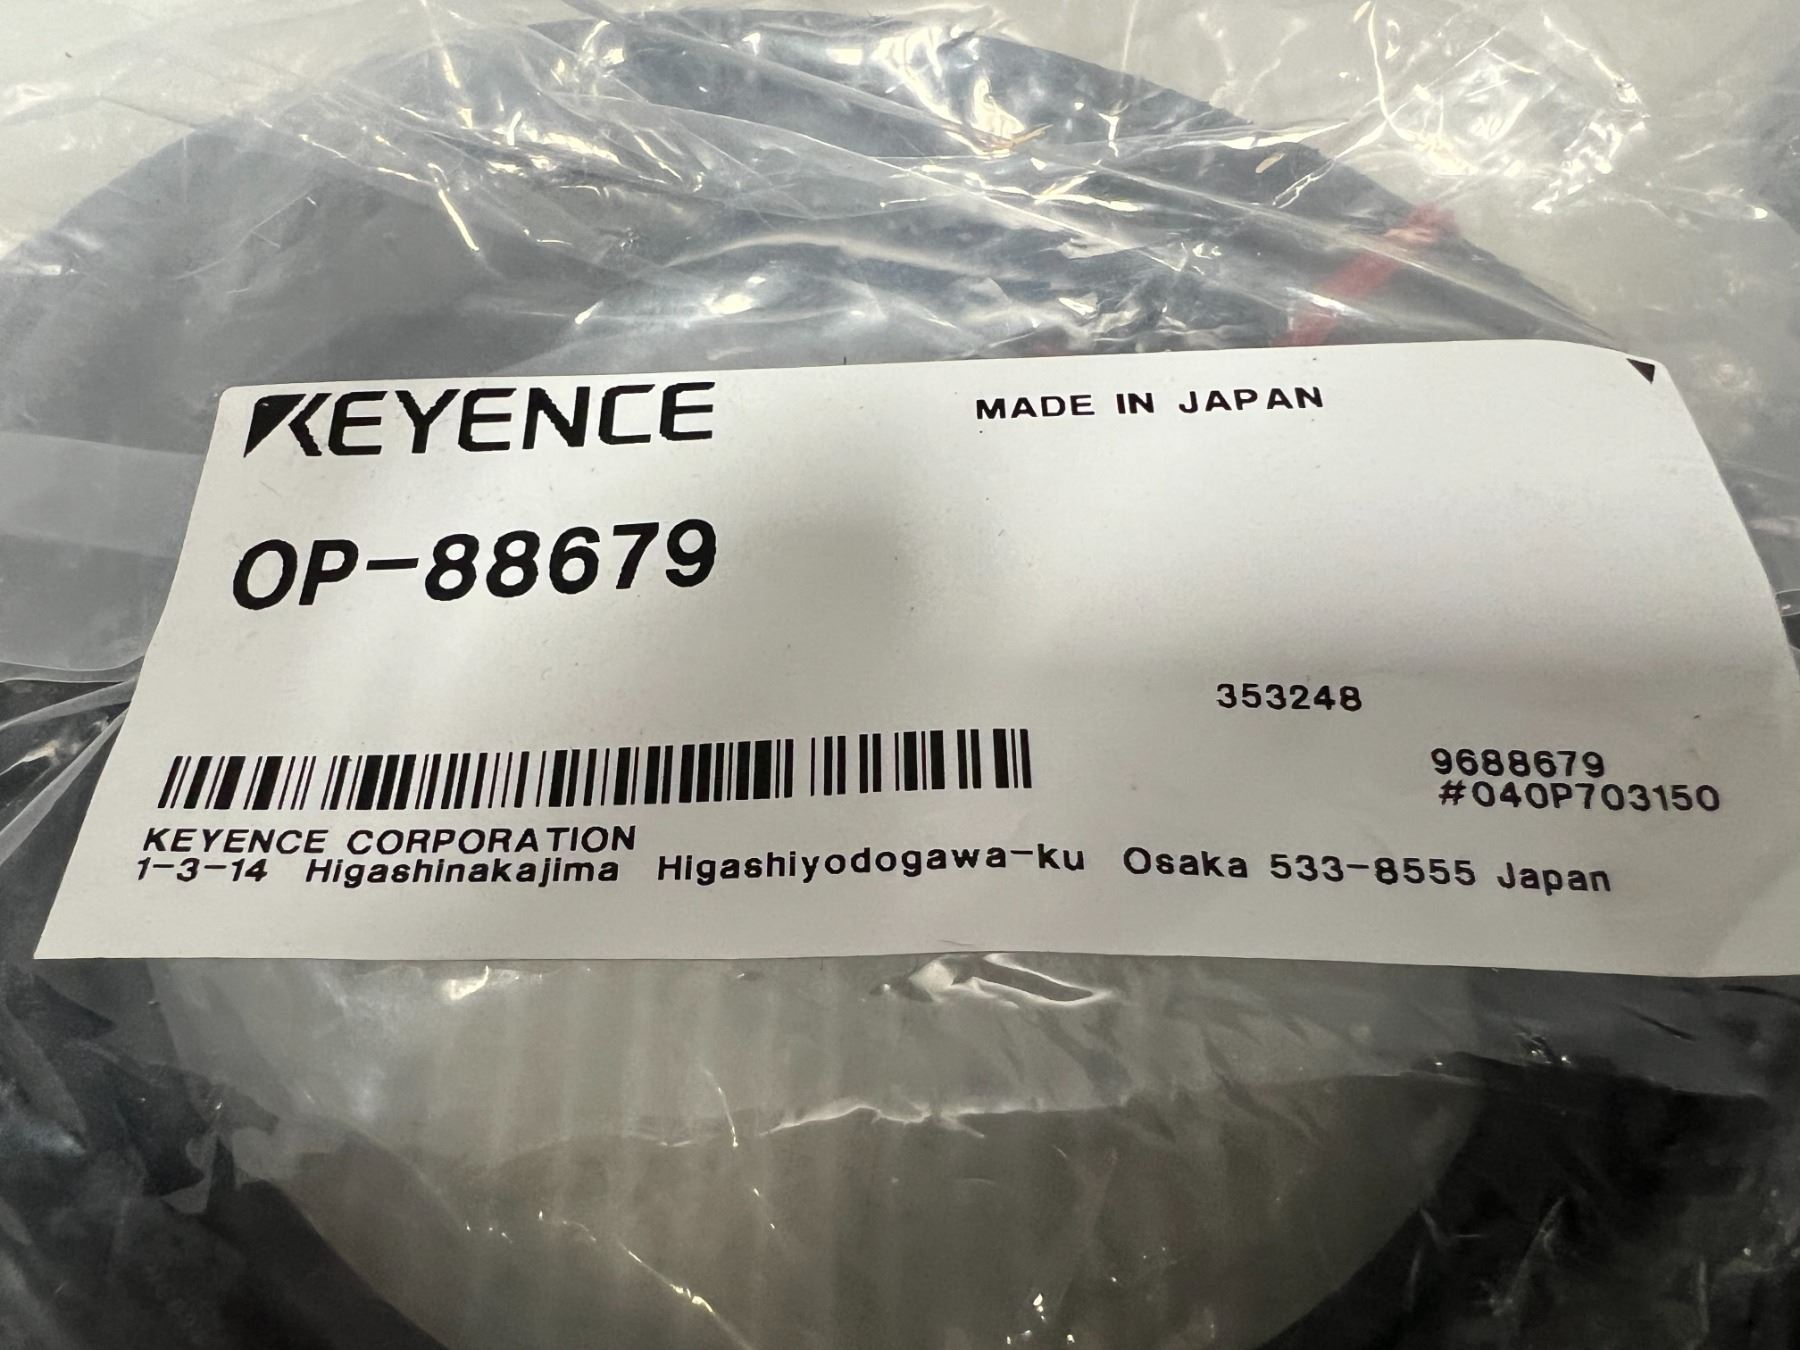 KEYENCE
MADE IN JAPAN
OP-88679
353248
9688679
#040P703150
KEYENCE CORPORATION
1-3-14 Higashinakajima Higashiyodogawa-ku Osaka 533-8555 Japan